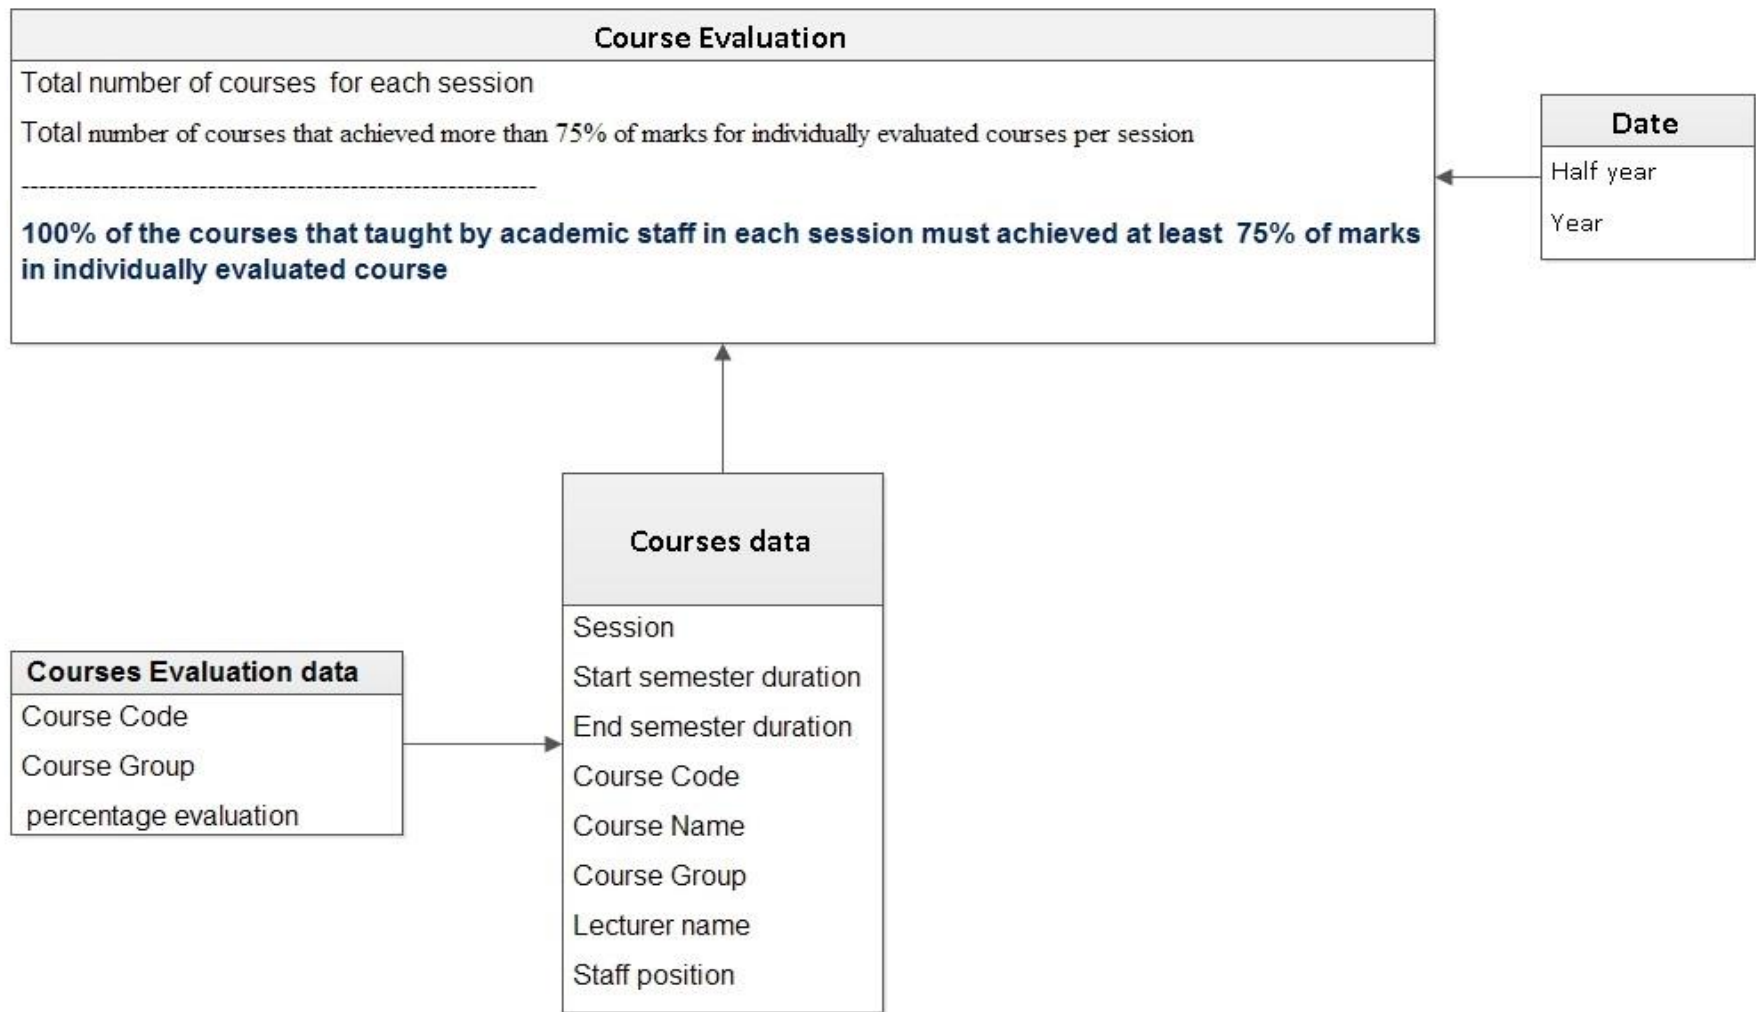 Course Evaluation
Total number of courses for each session
Total number of courses that achieved more than 75% of marks for individually evaluated courses per session
----------------------------------------------------------
100% of the courses that taught by academic staff in each session must achieved at least 75% of marks
in individually evaluated course
Date
Half year
Year
Courses data
Session
Start semester duration
End semester duration
Course Code
Course Name
Course Group
Lecturer name
Staff position
Courses Evaluation data
Course Code
Course Group
percentage evaluation